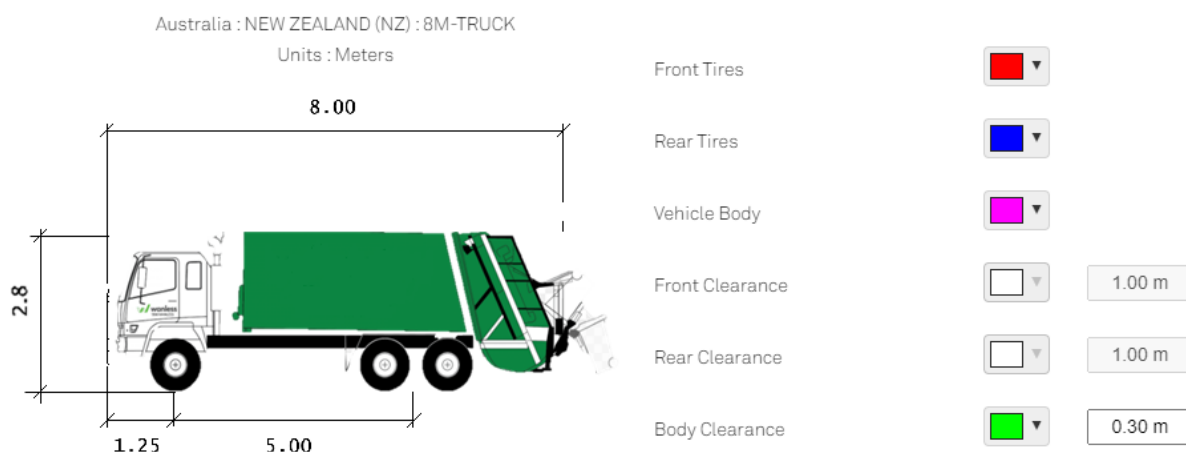 Australia : NEW ZEALAND (NZ) : 8M-TRUCK
Units : Meters
8.00
2.8
wanless
1.25
5.00
Front Tires
Rear Tires
Vehicle Body
Front Clearance
1.00 m
Rear Clearance
1.00 m
Body Clearance
0.30 m